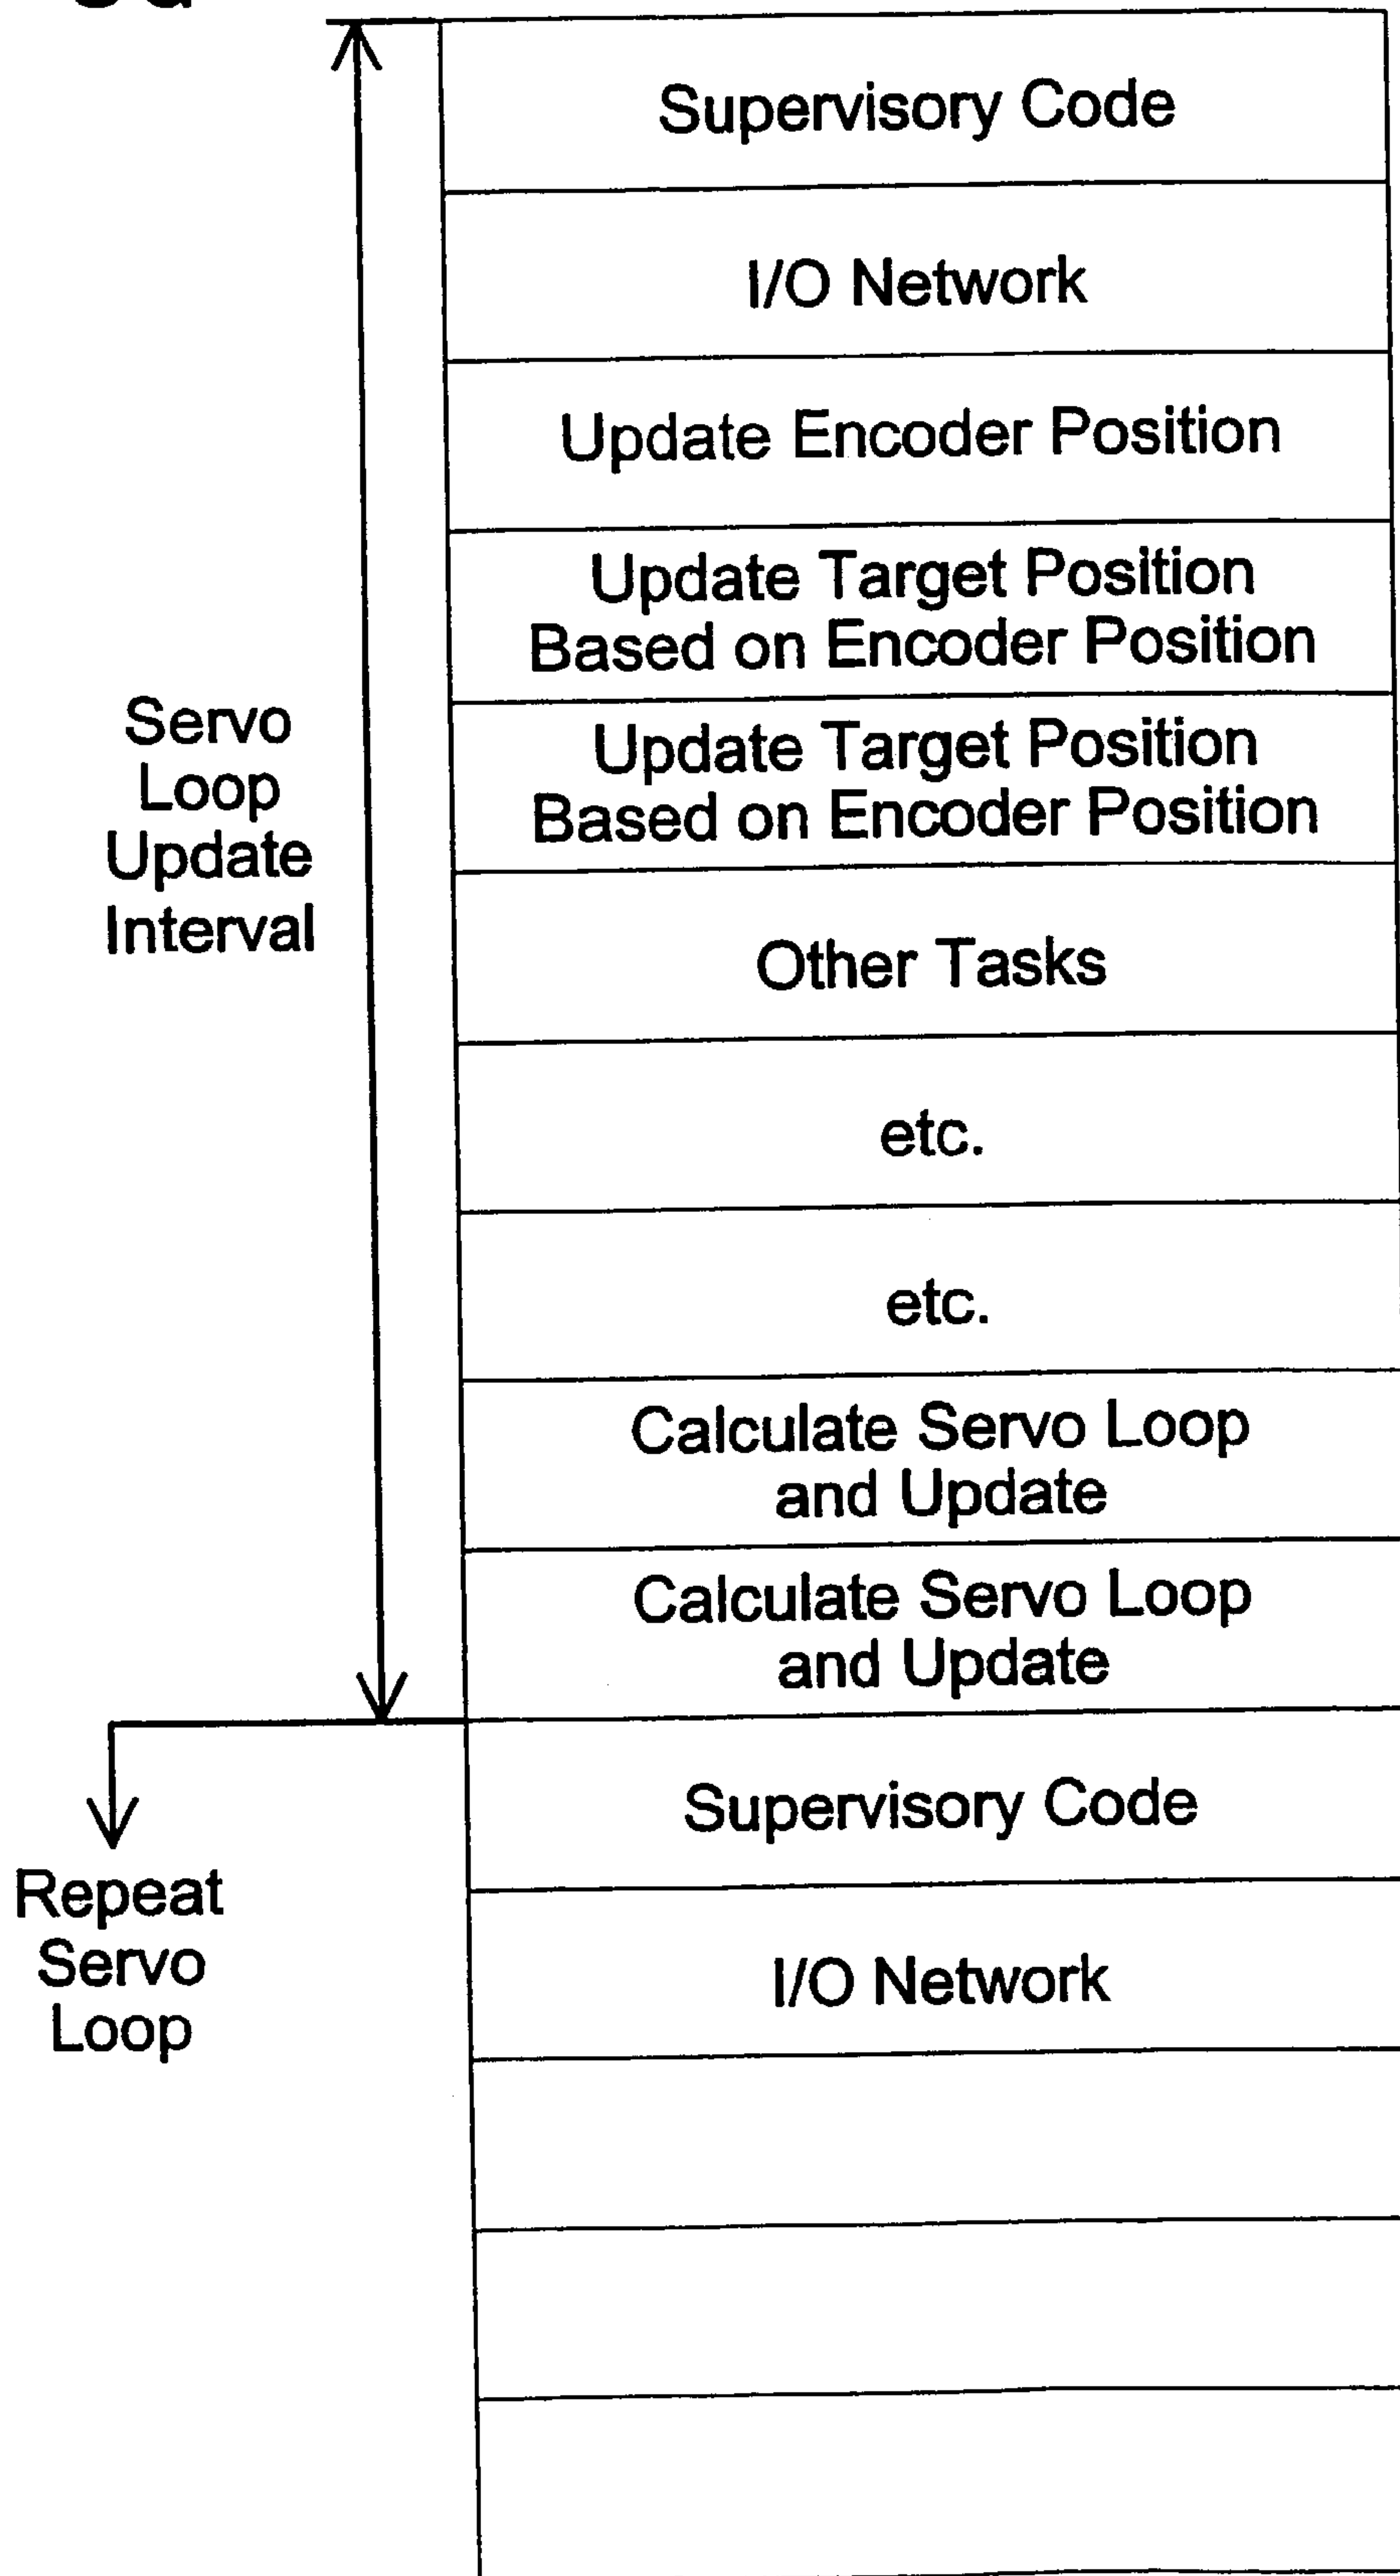 Supervisory Code
I/O Network
Update Encoder Position
Update Target Position
Based on Encoder Position
Update Target Position
Based on Encoder Position
Servo
Loop
Update
Interval
Other Tasks
etc.
etc.
Calculate Servo Loop
and Update
Calculate Servo Loop
and Update
Supervisory Code
I/O Network
Repeat
Servo
Loop